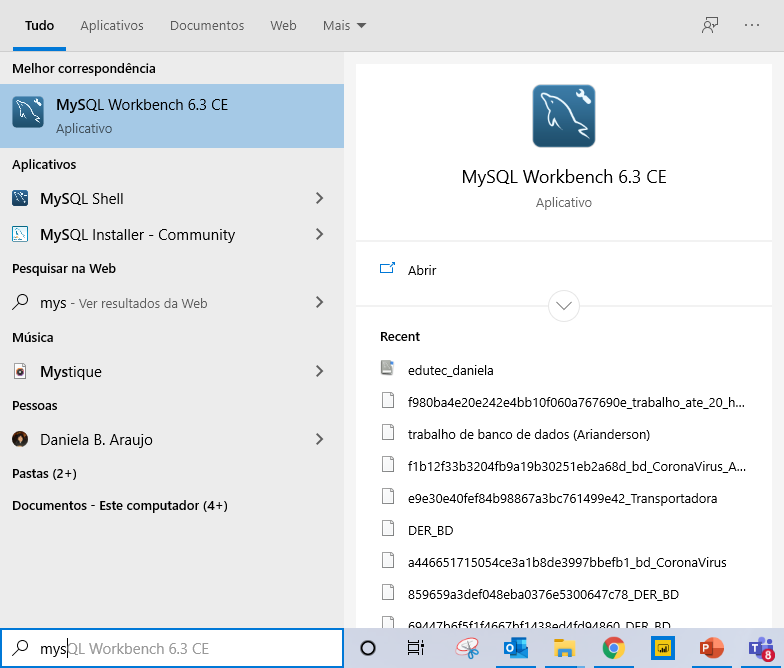 Tudo Aplicativos Documentos Web Mais
Melhor correspondência
MySQL Workbench 6.3 CE
Aplicativo
Aplicativos
MySQL Shell
MySQL Installer - Community
Pesquisar na Web
mys - Ver resultados da Web
Música
Mystique
Pessoas
Daniela B. Araujo
Pastas (2+)
Documentos - Este computador (4+)
mysQL Workbench 6.3 CE
MySQL Workbench 6.3 CE
Aplicativo
Abrir
Recent
edutec_daniela
f980ba4e20e242e4bb10f060a767690e_trabalho_ate_20_h...
trabalho de banco de dados (Arianderson)
f1b12f33b3204fb9a19b30251eb2a68d_bd_CoronaVirus_A...
e9e30e40fef84b98867a3bc761499e42_Transportadora
DER_BD
a446651715054ce3a1b8de3997bbefb1_bd_CoronaVirus
859659a3def048eba0376e5300647c78_DER_BD
69447b6f5f1f4667bf1438ed4fd94860_DER_BD
8